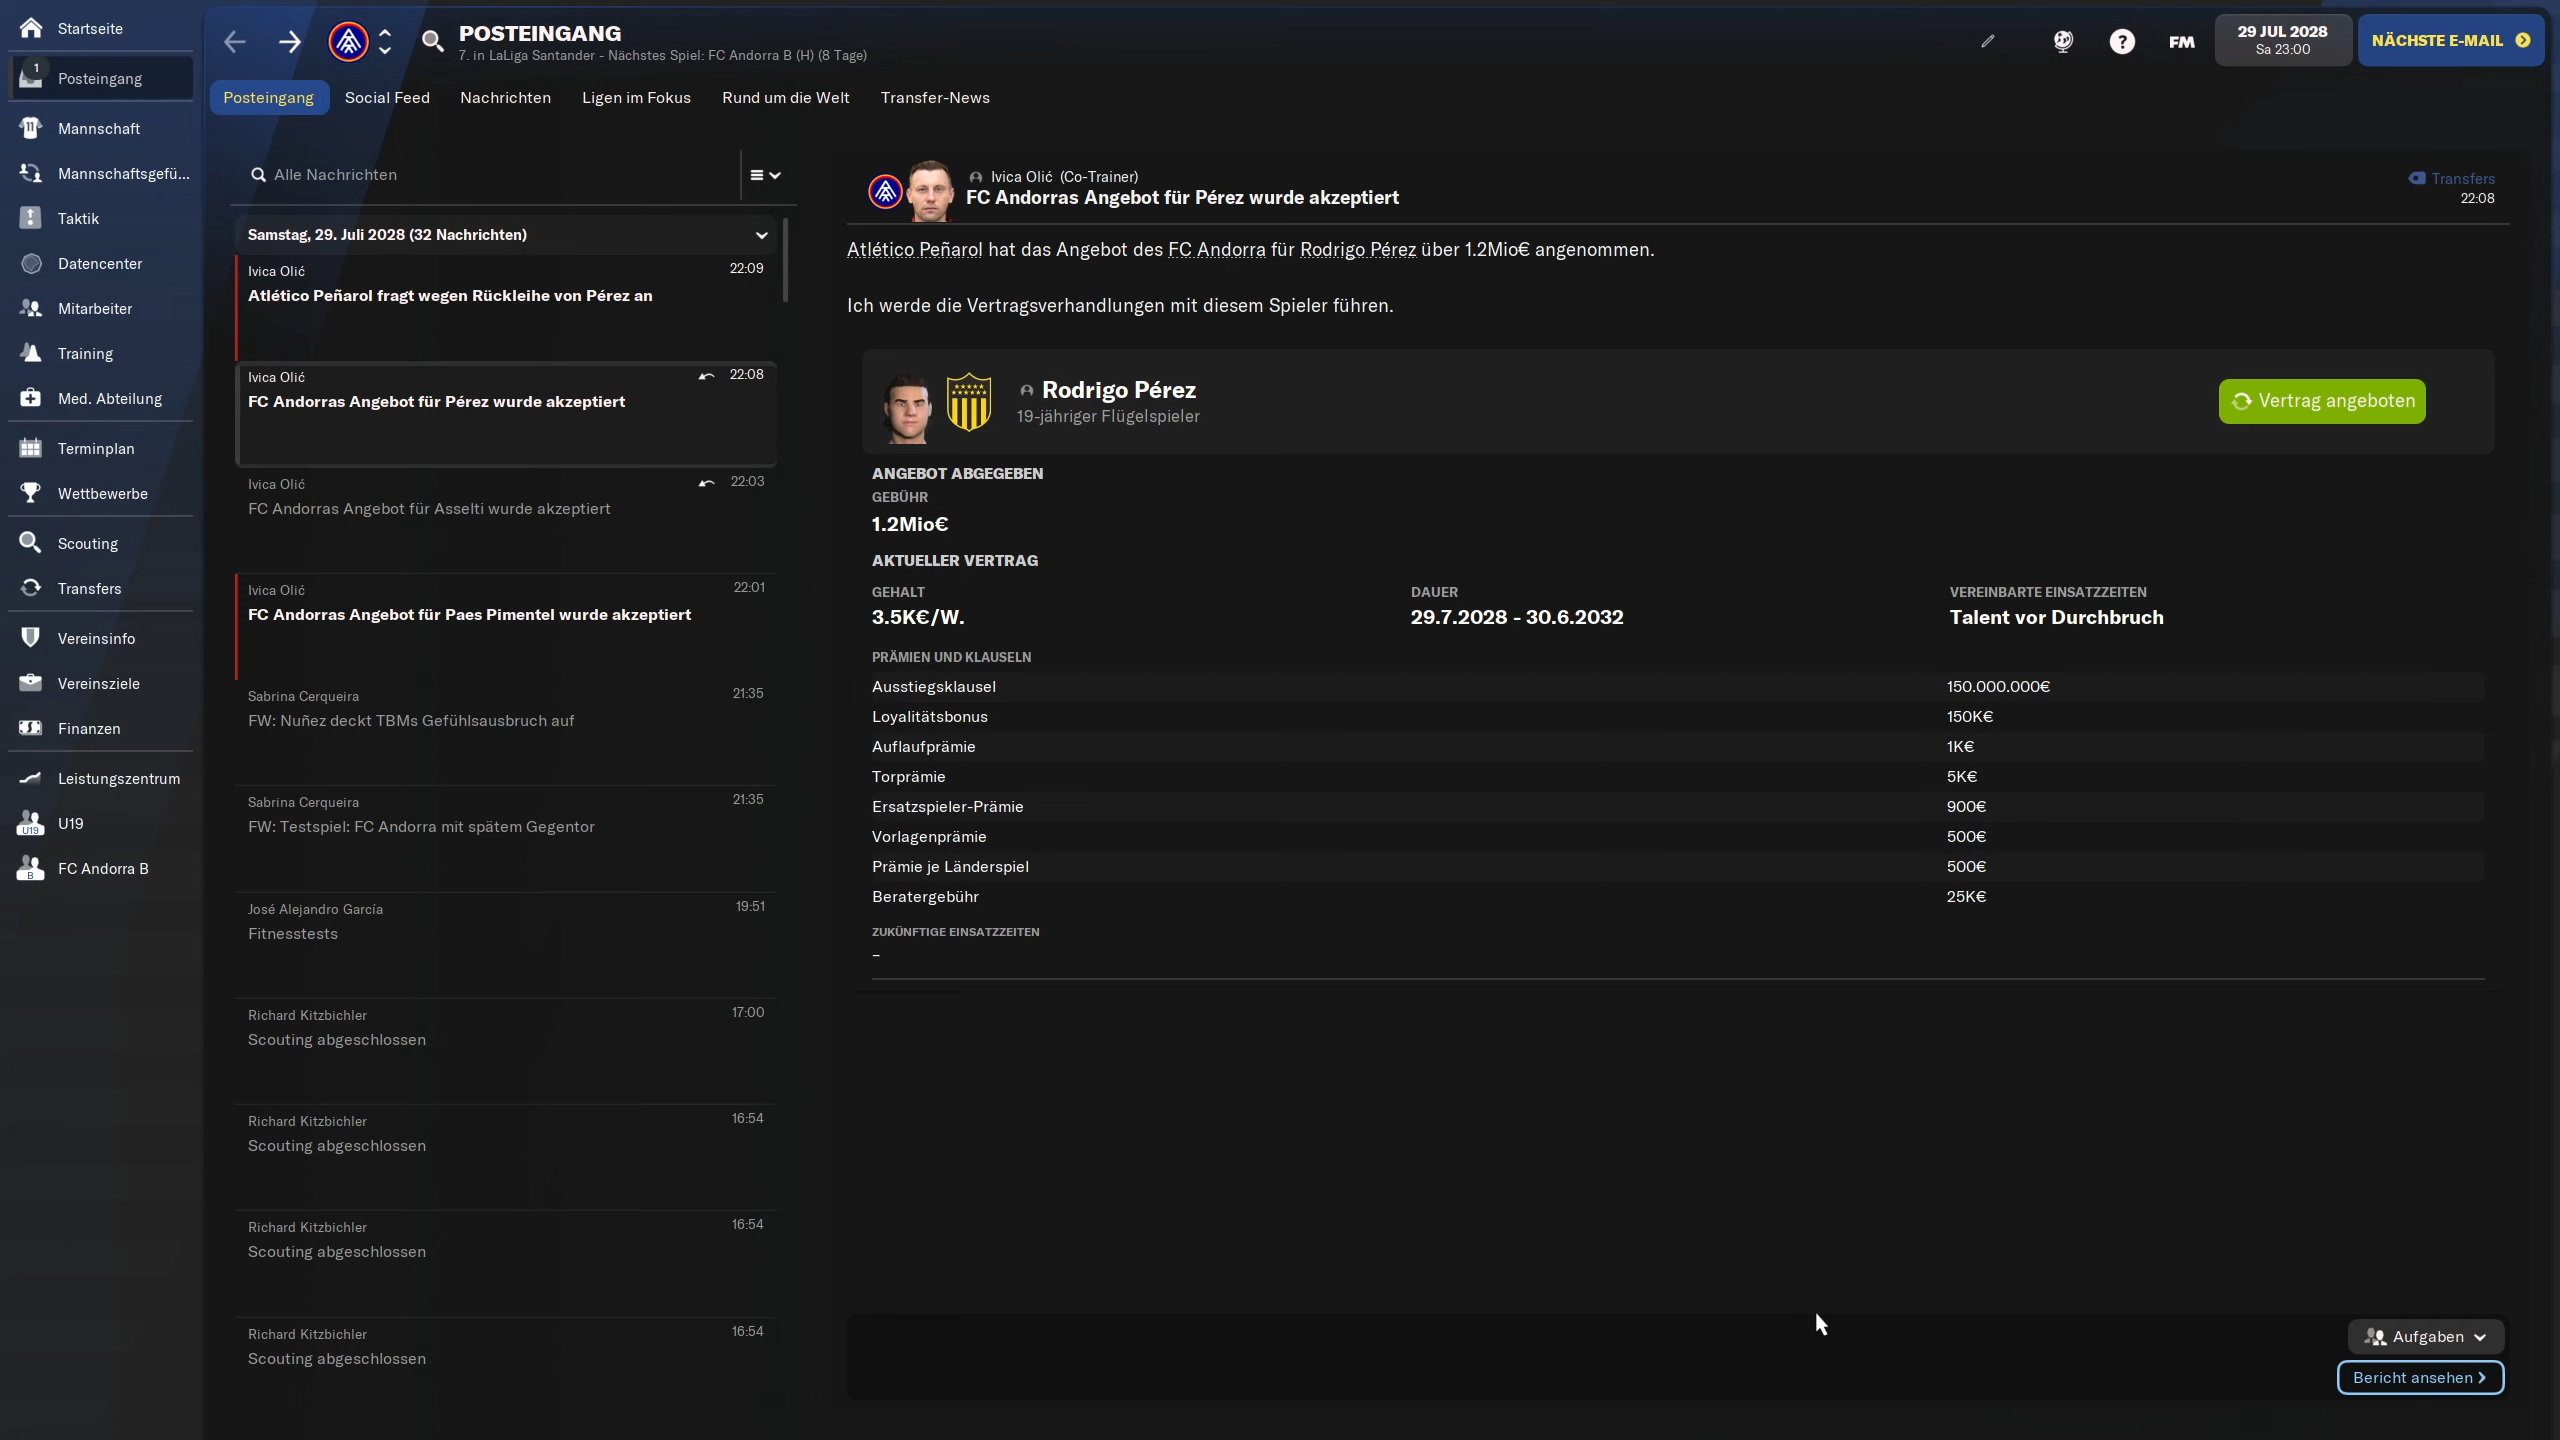 Startseite
1
Posteingang
Mannschaft
Mannschaftsgefü...
Taktik
Datencenter
Mitarbeiter
Training
Med. Abteilung
Terminplan
Wettbewerbe
Scouting
Transfers
Vereinsinfo
Vereinsziele
Finanzen
Leistungszentrum
U19
U19
B
FC Andorra B
POSTEINGANG
7. in LaLiga Santander - Nächstes Spiel: FC Andorra B (H) (8 Tage)
?
FM
29 JUL 2028
Sa 23:00
NÄCHSTE E-MAIL
Posteingang
Social Feed
Nachrichten
Ligen im Fokus
Rund um die Welt
Transfer-News
Alle Nachrichten
Samstag, 29. Juli 2028 (32 Nachrichten)
Ivica Olić
22:09
Atlético Peñarol fragt wegen Rückleihe von Pérez an
Ivica Olić
22:08
FC Andorras Angebot für Pérez wurde akzeptiert
Ivica Olić
22:03
FC Andorras Angebot für Asselti wurde akzeptiert
Ivica Olić
22:01
FC Andorras Angebot für Paes Pimentel wurde akzeptiert
Sabrina Cerqueira
21:35
FW: Nuñez deckt TBMs Gefühlsausbruch auf
Sabrina Cerqueira
21:35
FW: Testspiel: FC Andorra mit spätem Gegentor
José Alejandro García
19:51
Fitnesstests
Richard Kitzbichler
17:00
Scouting abgeschlossen
Richard Kitzbichler
16:54
Scouting abgeschlossen
Richard Kitzbichler
16:54
Scouting abgeschlossen
Richard Kitzbichler
16:54
Scouting abgeschlossen
Ivica Olić (Co-Trainer)
FC Andorras Angebot für Pérez wurde akzeptiert
Transfers
22:08
Atlético Peñarol hat das Angebot des FC Andorra für Rodrigo Pérez über 1.2Mio€ angenommen.
Ich werde die Vertragsverhandlungen mit diesem Spieler führen.
Rodrigo Pérez
19-jähriger Flügelspieler
Vertrag angeboten
ANGEBOT ABGEGEBEN
GEBÜHR
1.2Mio€
AKTUELLER VERTRAG
GEHALT
DAUER
VEREINBARTE EINSATZZEITEN
3.5K€/W.
29.7.2028 - 30.6.2032
Talent vor Durchbruch
PRÄMIEN UND KLAUSELN
Ausstiegsklausel
150.000.000€
Loyalitätsbonus
150K€
Auflaufprämie
1K€
Torprämie
5K€
Ersatzspieler-Prämie
900€
Vorlagenprämie
500€
Prämie je Länderspiel
500€
Beratergebühr
25K€
ZUKÜNFTIGE EINSATZZEITEN
–
Aufgaben
Bericht ansehen